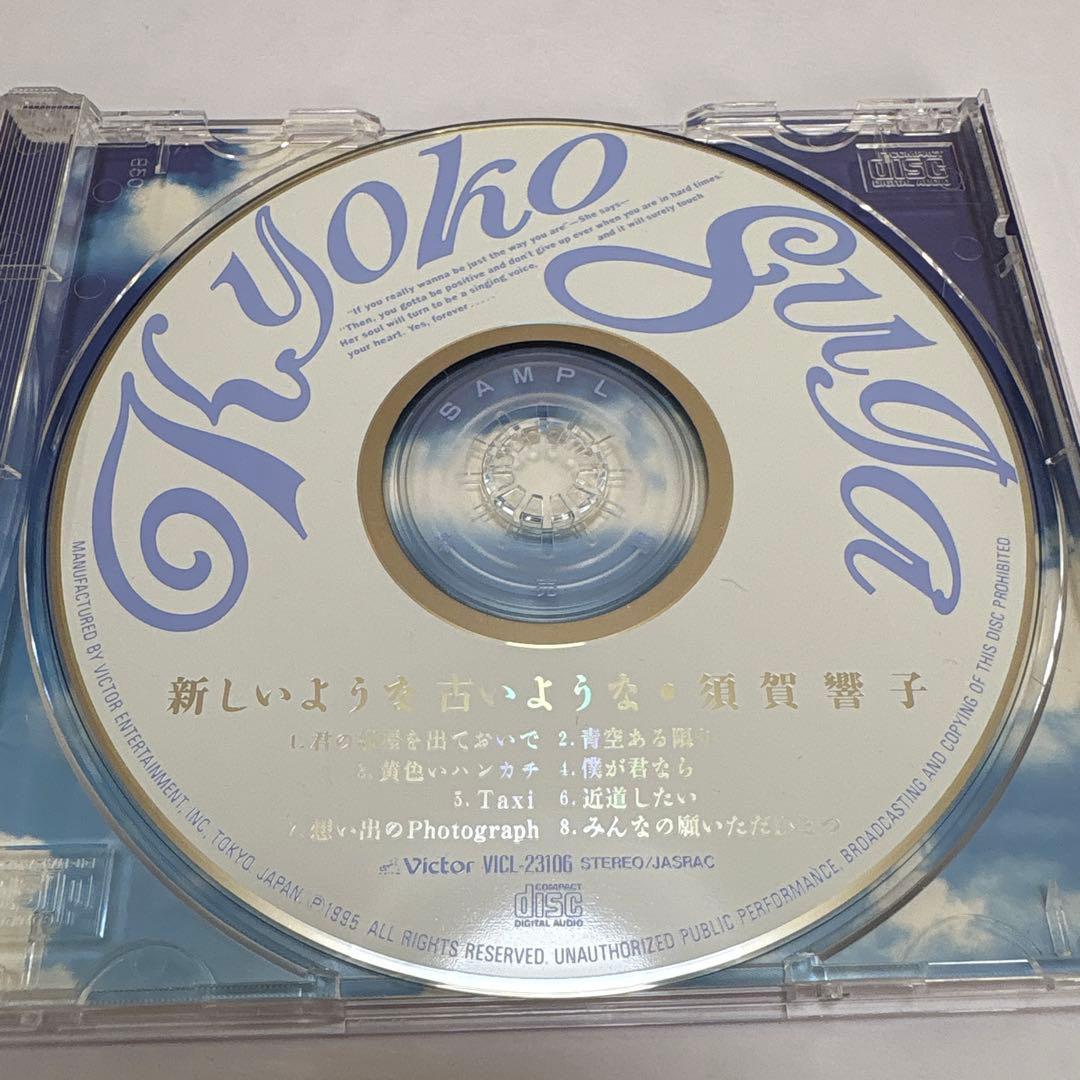 Kyoko Suga
"If you really wanna be just the way you are" —She says—
"Then, you gotta be positive and don't give up ever when you are in hard times."
Her soul will turn to be a singing voice, and it will surely touch
your heart. Yes, forever
COMPACT
disc
DIGITAL AUDIO
SAMPL
売
新しいような 古いような・須賀響子
1. 君の部屋を出ておいで 2. 青空ある限り
3. 黄色いハンカチ 4. 僕が君なら
5. Taxi 6. 近道したい
7. 想い出のPhotograph 8. みんなの願いただ
Victor VICL-23106 STEREO/JASRAC
COMPACT
disc
DIGITAL AUDIO
MANUFACTURED BY VICTOR ENTERTAINMENT, INC, TOKYO, JAPAN. Ⓟ1995 ALL RIGHTS RESERVED. UNAUTHORIZED PUBLIC PERFORMANCE, BROADCASTING AND COPYING OF THIS DISC PROHIBITED